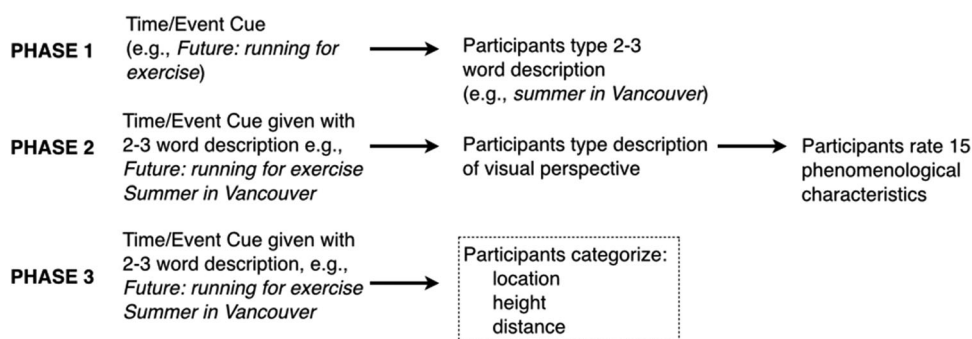 PHASE 1
Time/Event Cue
(e.g., Future: running for
exercise)
Participants type 2-3
word description
(e.g., summer in Vancouver)
PHASE 2
Time/Event Cue given with
2-3 word description e.g.,
Future: running for exercise
Summer in Vancouver
Participants type description
of visual perspective
Participants rate 15
phenomenological
characteristics
PHASE 3
Time/Event Cue given with
2-3 word description, e.g.,
Future: running for exercise
Summer in Vancouver
Participants categorize:
location
height
distance